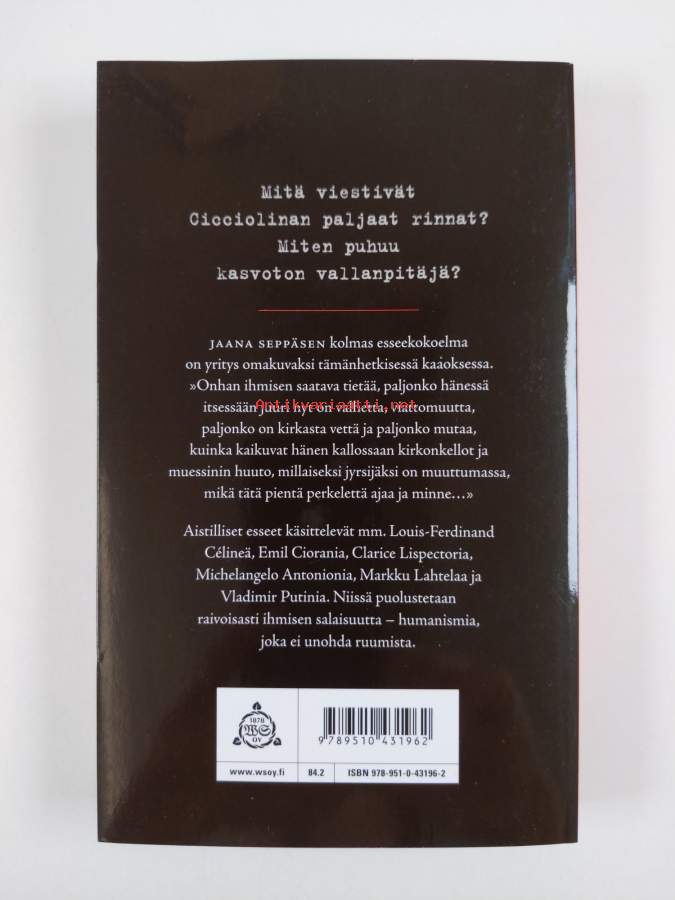 Mitä viestivät
Cicciolinan paljaat rinnat?
Miten puhuu
kasvoton vallanpitäjä?
JAANA SEPPÄSEN kolmas esseekokoelma
on yritys omakuvaksi tämänhetkisessä kaaoksessa.
»Onhan ihmisen saatava tietää, paljonko hänessä
Antikvariaatti.net
itsessään juuri nyt on valhetta, viattomuutta,
paljonko on kirkasta vettä ja paljonko mutaa,
kuinka kaikuvat hänen kallossaan kirkonkellot ja
muessinin huuto, millaiseksi jyrsijäksi on muuttumassa,
mikä tätä pientä perkelettä ajaa ja minne…»
Aistilliset esseet käsittelevät mm. Louis-Ferdinand
Célineä, Emil Ciorania, Clarice Lispectoria,
Michelangelo Antonionia, Markku Lahtelaa ja
Vladimir Putinia. Niissä puolustetaan
raivoisasti ihmisen salaisuutta – humanismia,
joka ei unohda ruumista.
1878
WS
OY
9 789510 431962
www.wsoy.fi
84.2
ISBN 978-951-0-43196-2